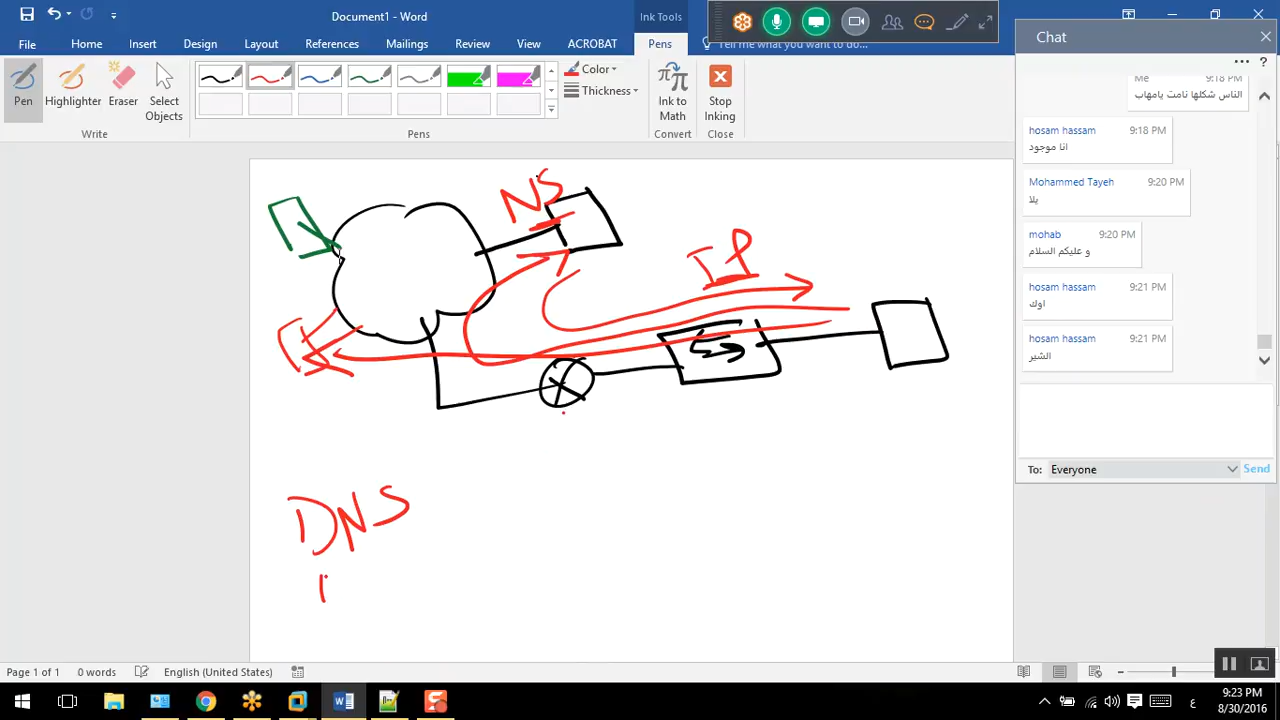 Document1 - Word
Ink Tools
File
Home
Insert
Design
Layout
References
Mailings
Review
View
ACROBAT
Pens
Tell me what you want to do...
Pen
Highlighter
Eraser
Select Objects
Color
Thickness
Ink to Math
Stop Inking
Write
Pens
Convert
Close
NS
IP
DNS
Chat
?
Me 9:18 PM
الناس شكلها نامت يامهاب
hosam hassam 9:18 PM
انا موجود
Mohammed Tayeh 9:20 PM
يلا
mohab 9:20 PM
و عليكم السلام
hosam hassam 9:21 PM
اوك
hosam hassam 9:21 PM
الشير
To: Everyone Send
Page 1 of 1 0 words English (United States)
ع
9:23 PM
8/30/2016